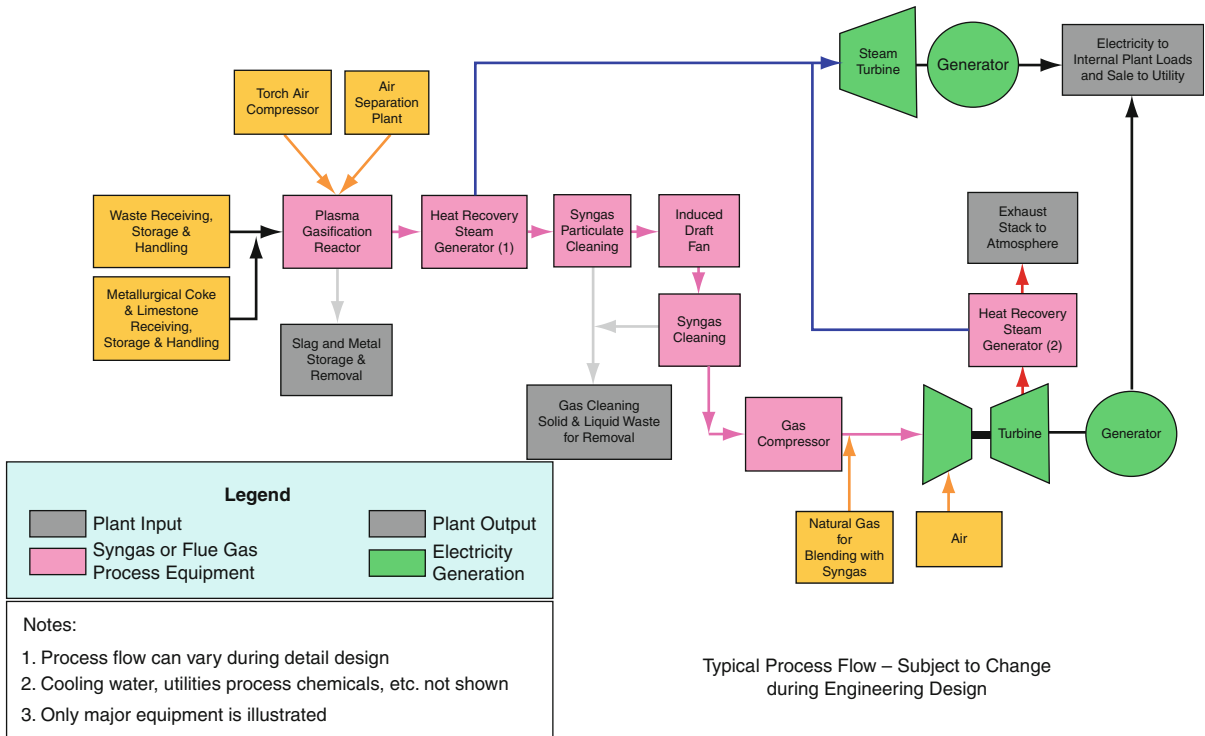 Steam
Turbine
Generator
Electricity to
Internal Plant Loads
and Sale to Utility
Torch Air
Compressor
Air
Separation
Plant
Waste Receiving,
Storage &
Handling
Plasma
Gasification
Reactor
Heat Recovery
Steam
Generator (1)
Syngas
Particulate
Cleaning
Induced
Draft
Fan
Exhaust
Stack to
Atmosphere
Metallurgical Coke
& Limestone
Receiving,
Storage & Handling
Slag and Metal
Storage &
Removal
Syngas
Cleaning
Heat Recovery
Steam
Generator (2)
Gas Cleaning
Solid & Liquid Waste
for Removal
Gas
Compressor
Turbine
Generator
Natural Gas
for
Blending with
Syngas
Air
Legend
Plant Input
Plant Output
Syngas or Flue Gas
Process Equipment
Electricity
Generation
Notes:
1. Process flow can vary during detail design
2. Cooling water, utilities process chemicals, etc. not shown
3. Only major equipment is illustrated
Typical Process Flow – Subject to Change
during Engineering Design